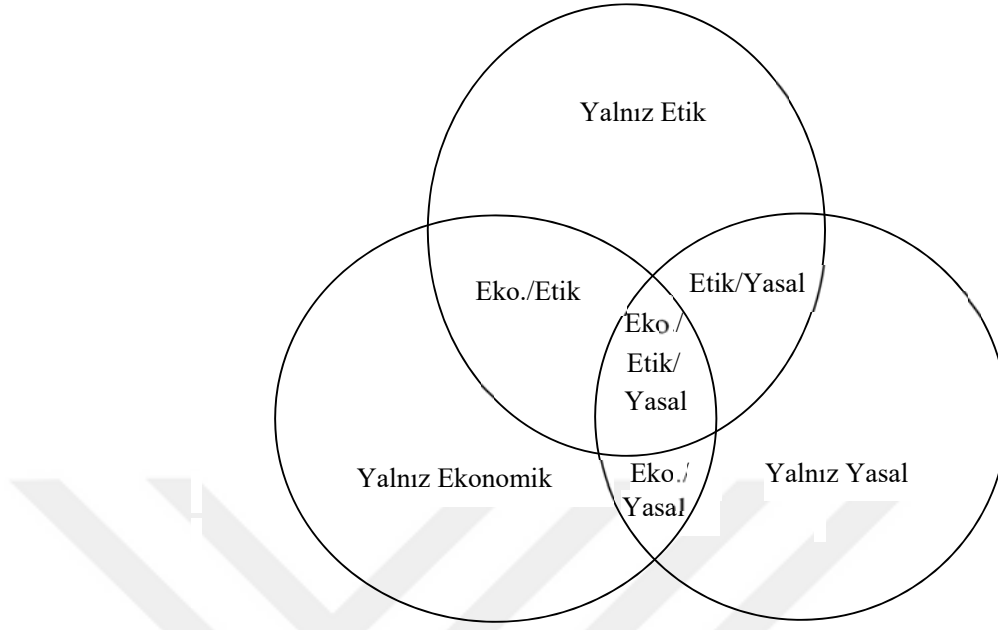 Yalnız Etik
Eko./Etik
Etik/Yasal
Eko./
Etik/
Yasal
Yalnız Ekonomik
Eko./
Yasal
Yalnız Yasal